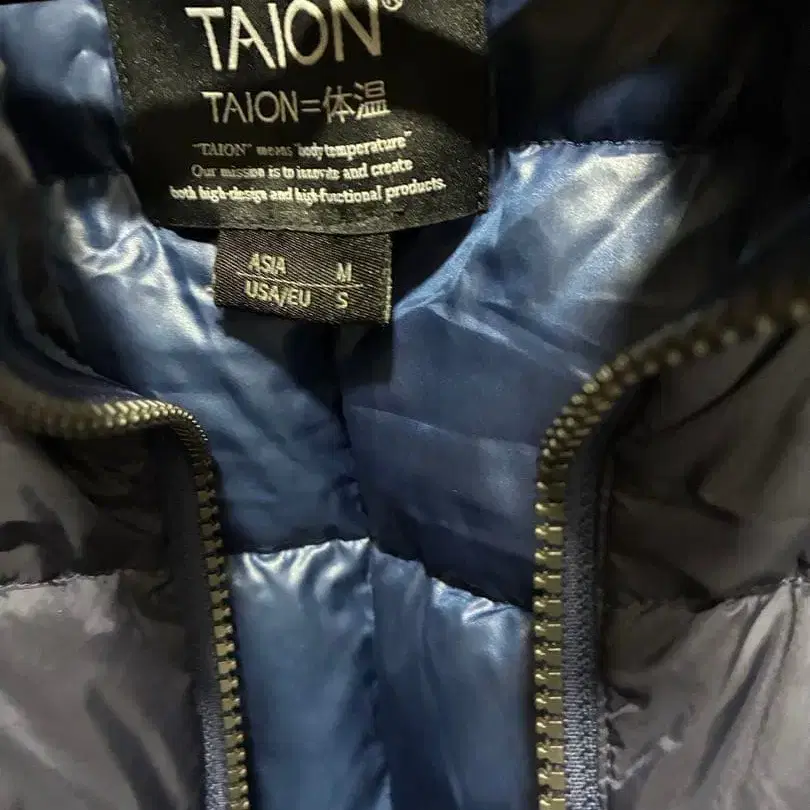 TAION®
TAION=体温
"TAION" means "body temperature"
Our mission is to innovate and create
both high-design and high-functional products.
ASIA M
USA/EU S